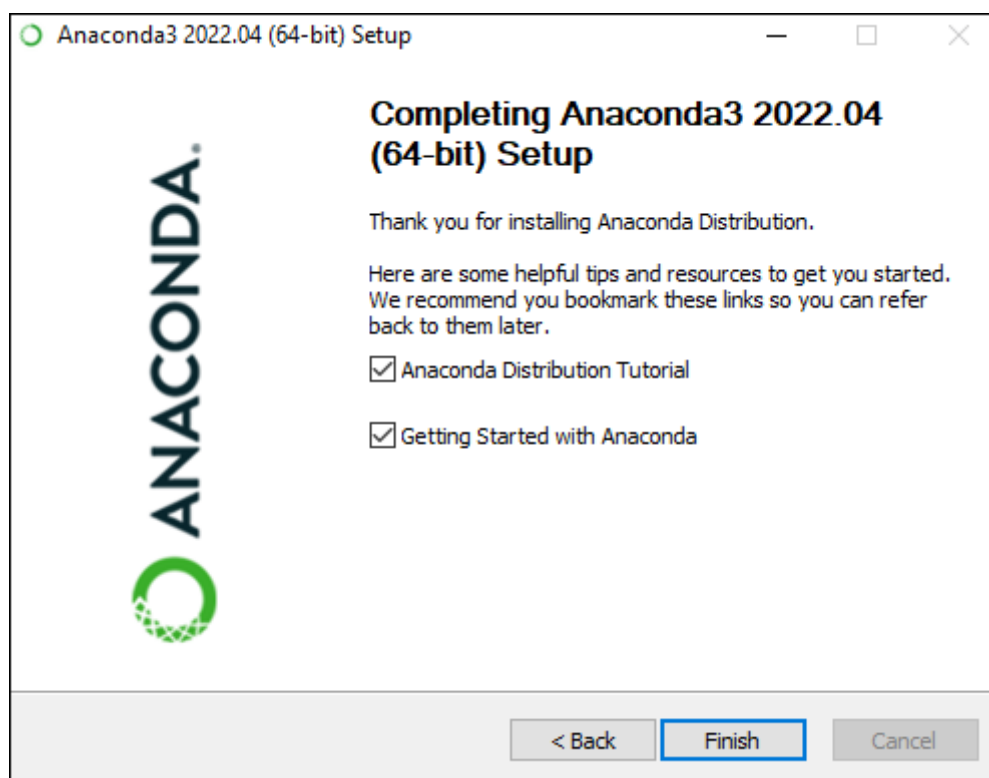 Anaconda3 2022.04 (64-bit) Setup
ANACONDA.
Completing Anaconda3 2022.04
(64-bit) Setup
Thank you for installing Anaconda Distribution.
Here are some helpful tips and resources to get you started.
We recommend you bookmark these links so you can refer
back to them later.
Anaconda Distribution Tutorial
Getting Started with Anaconda
< Back
Finish
Cancel